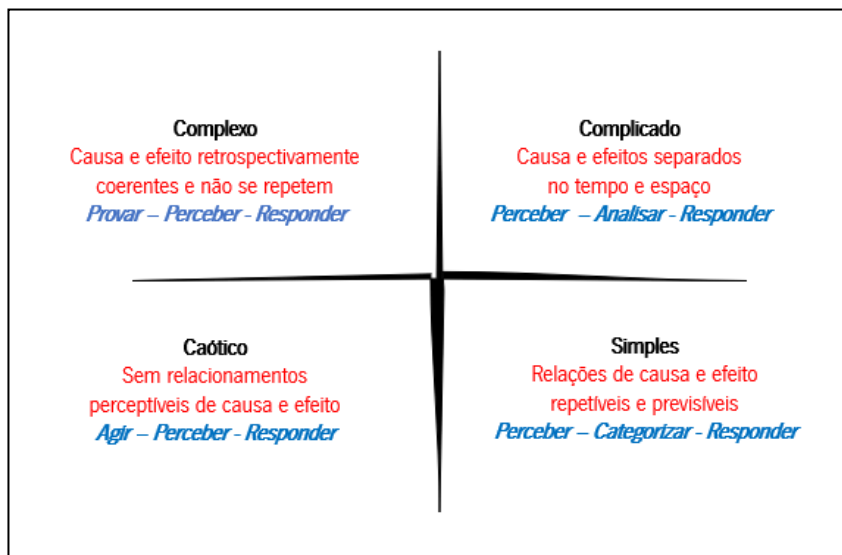 Complexo
Causa e efeito retrospectivamente
coerentes e não se repetem
Provar – Perceber - Responder
Complicado
Causa e efeitos separados
no tempo e espaço
Perceber – Analisar - Responder
Caótico
Sem relacionamentos
perceptíveis de causa e efeito
Agir – Perceber - Responder
Simples
Relações de causa e efeito
repetíveis e previsíveis
Perceber – Categorizar - Responder